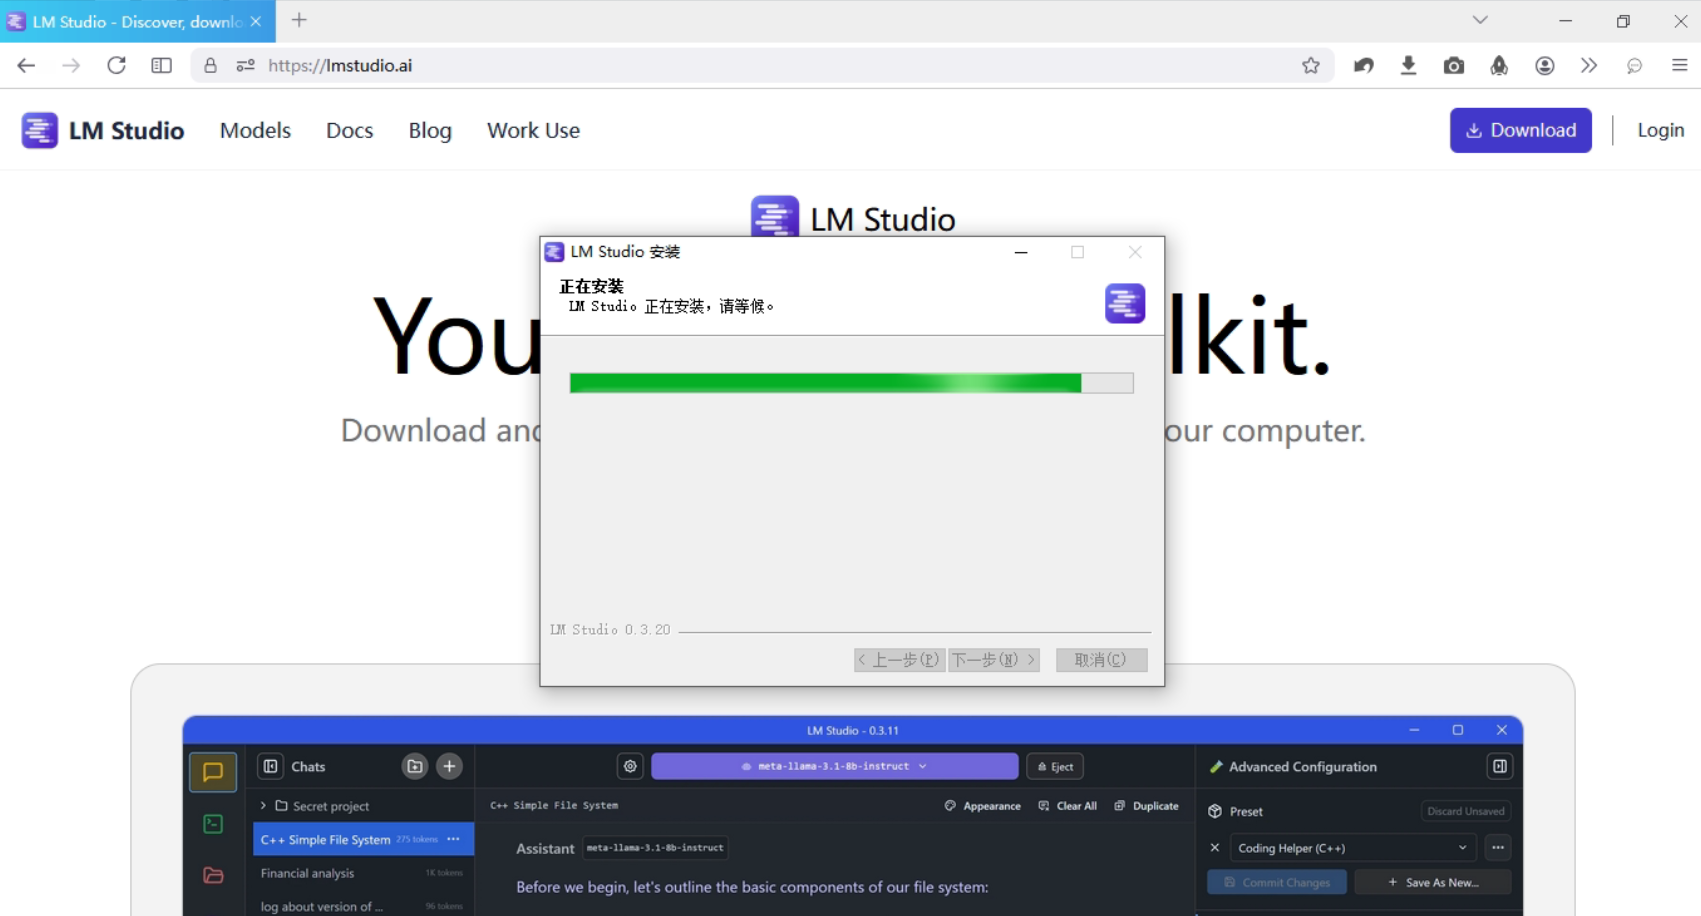 LM Studio - Discover, downlo
https://lmstudio.ai
LM Studio
Models
Docs
Blog
Work Use
Download
Login
LM Studio
You
lkit.
Download and
our computer.
LM Studio 安装
正在安装
LM Studio 正在安装，请等候。
LM Studio 0.3.20
< 上一步(P)
下一步(N) >
取消(C)
LM Studio - 0.3.11
Chats
meta-llama-3.1-8b-instruct
Eject
Advanced Configuration
Secret project
C++ Simple File System
Appearance
Clear All
Duplicate
Preset
Discard Unsaved
C++ Simple File System 275 tokens
Assistant
meta-llama-3.1-8b-instruct
Coding Helper (C++)
Financial analysis 1K tokens
Before we begin, let's outline the basic components of our file system:
Commit Changes
+ Save As New...
log about version of ... 96 tokens